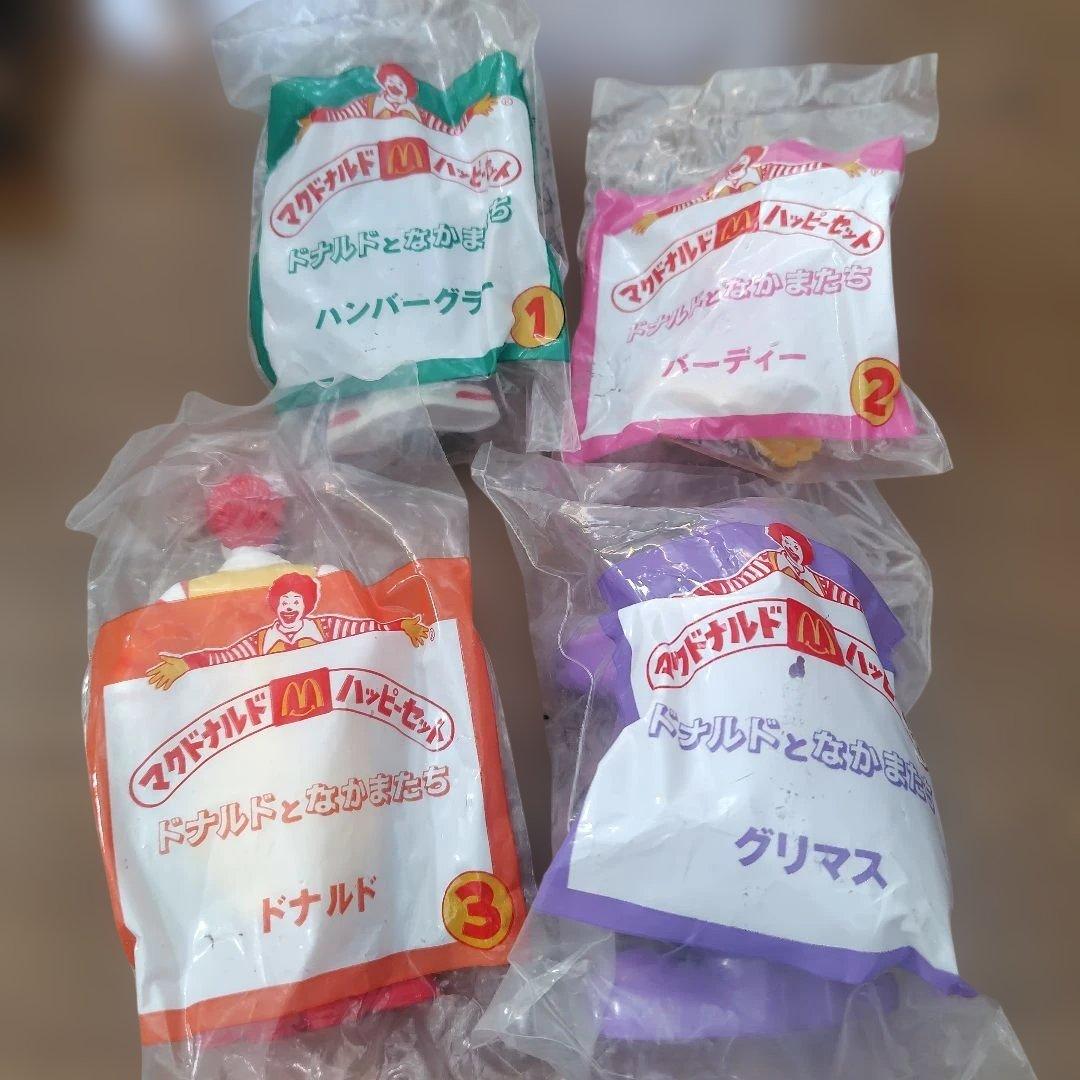 マクドナルド ハッピーセット
ドナルドとなかまたち
ハンバーグラ
1
®
マクドナルド ハッピーセット
ドナルドとなかまたち
バーディー
2
マクドナルド ハッピーセット
ドナルドとなかまたち
ドナルド
3
®
マクドナルド ハッピ
ドナルドとなかまたち
グリマス